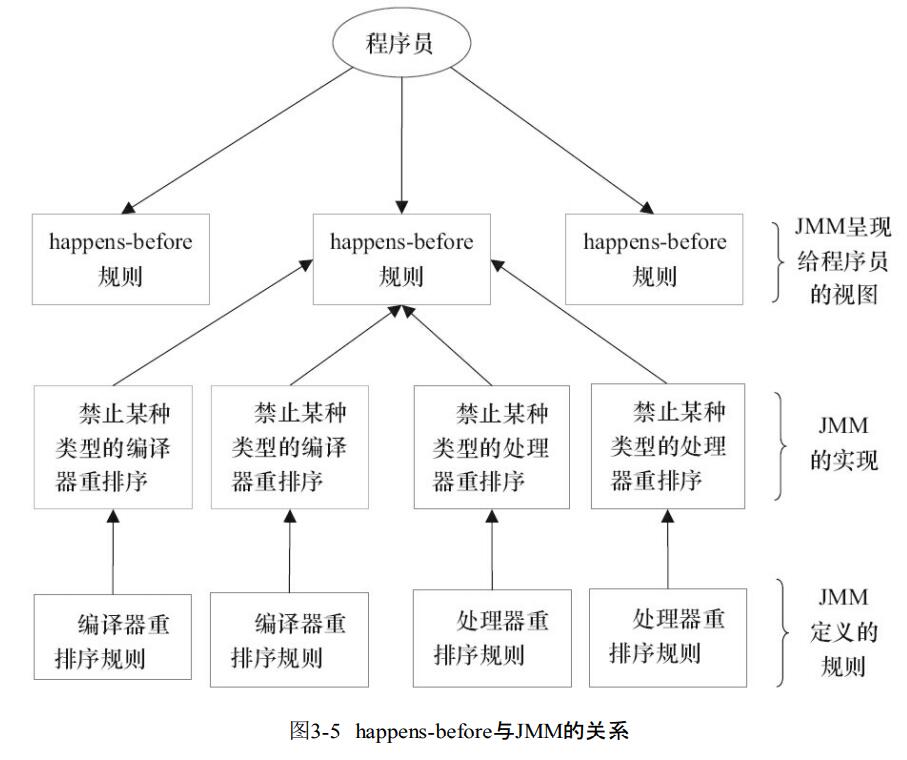 程序员
happens-before
规则
happens-before
规则
happens-before
规则
JMM呈现
给程序员
的视图
禁止某种
类型的编译
器重排序
禁止某种
类型的编译
器重排序
禁止某种
类型的处理
器重排序
禁止某种
类型的处理
器重排序
JMM
的实现
编译器重
排序规则
编译器重
排序规则
处理器重
排序规则
处理器重
排序规则
JMM
定义的
规则
图3-5 happens-before与JMM的关系